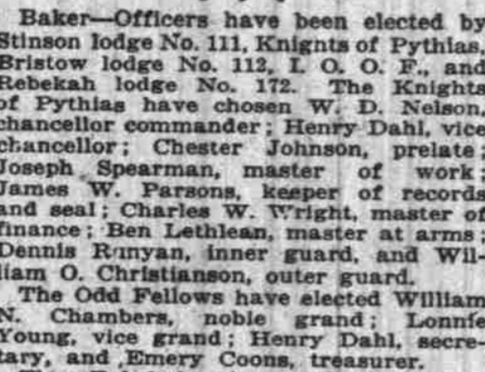 Baker—Officers have been elected by
Stinson lodge No. 111, Knights of Pythias,
Bristow lodge No. 112, I. O. O. F., and
Rebekah lodge No. 172. The Knights
of Pythias have chosen W. D. Nelson,
chancellor commander; Henry Dahl, vice
chancellor; Chester Johnson, prelate;
Joseph Spearman, master of work;
James W. Parsons, keeper of records
and seal; Charles W. Wright, master of
finance; Ben Lethlean, master at arms;
Dennis Runyan, inner guard, and Wil-
liam O. Christianson, outer guard.
The Odd Fellows have elected William
N. Chambers, noble grand; Lonnie
Young, vice grand; Henry Dahl, secre-
tary, and Emery Coons, treasurer.